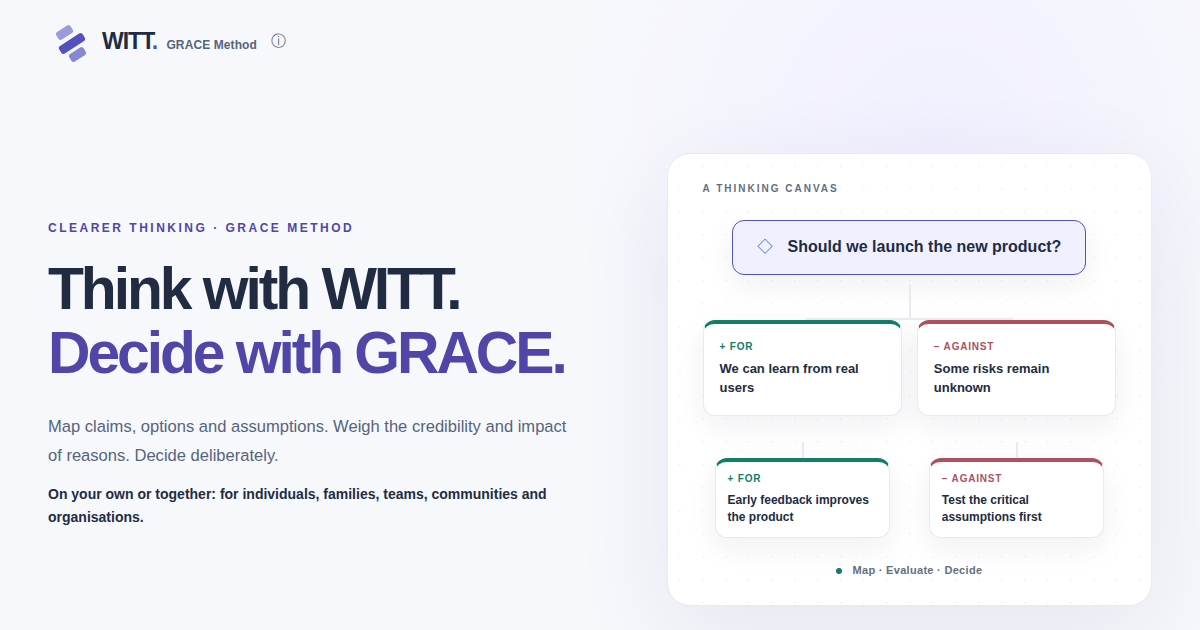 WITT. GRACE Method ⓘ
CLEARER THINKING · GRACE METHOD
Think with WITT.
Decide with GRACE.
Map claims, options and assumptions. Weigh the credibility and impact
of reasons. Decide deliberately.
On your own or together: for individuals, families, teams, communities and
organisations.
A THINKING CANVAS
Should we launch the new product?
+ FOR
We can learn from real
users
– AGAINST
Some risks remain
unknown
+ FOR
Early feedback improves
the product
– AGAINST
Test the critical
assumptions first
Map · Evaluate · Decide